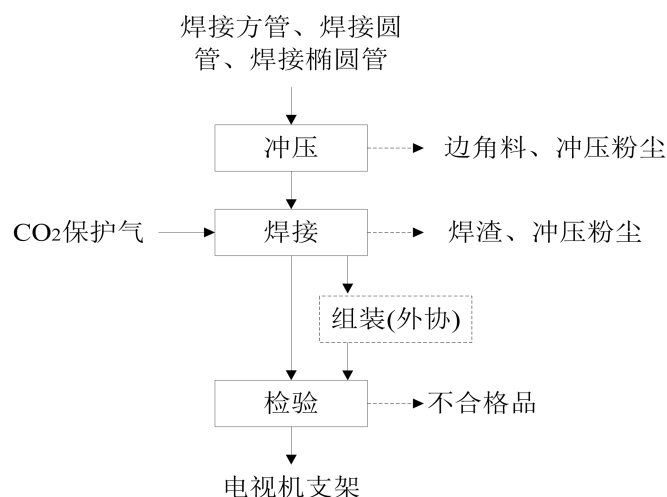 焊接方管、焊接圆
管、焊接椭圆管
冲压
边角料、冲压粉尘
CO₂保护气
焊接
焊渣、冲压粉尘
组装(外协)
检验
不合格品
电视机支架